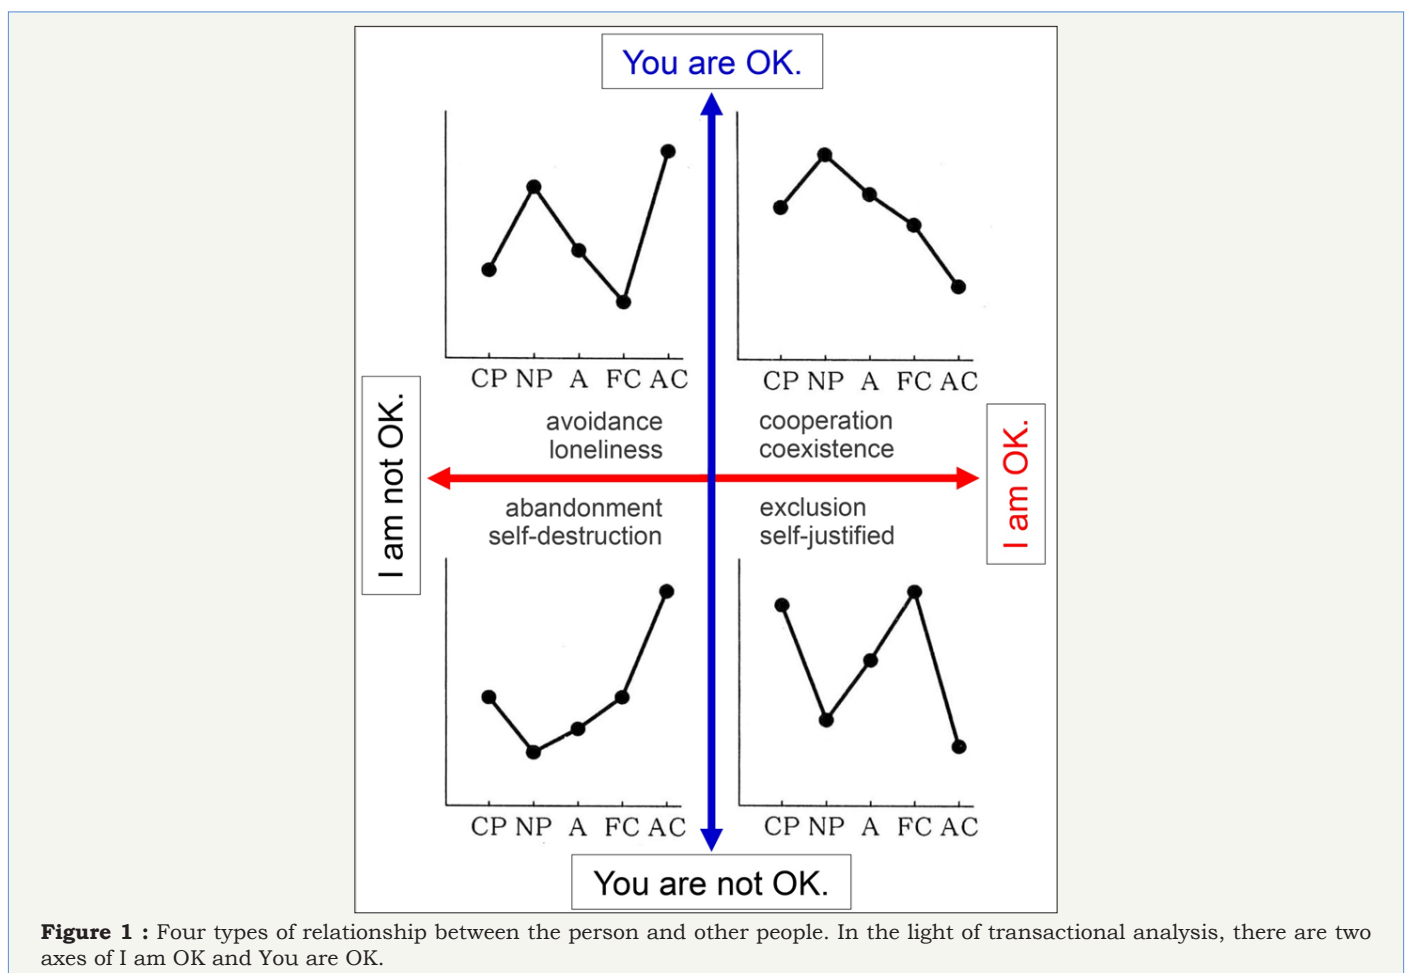 You are OK.
CP NP A FC AC
CP NP A FC AC
avoidance
loneliness
cooperation
coexistence
I am not OK.
I am OK.
abandonment
self-destruction
exclusion
self-justified
CP NP A FC AC
CP NP A FC AC
You are not OK.
Figure 1 : Four types of relationship between the person and other people. In the light of transactional analysis, there are two
axes of I am OK and You are OK.